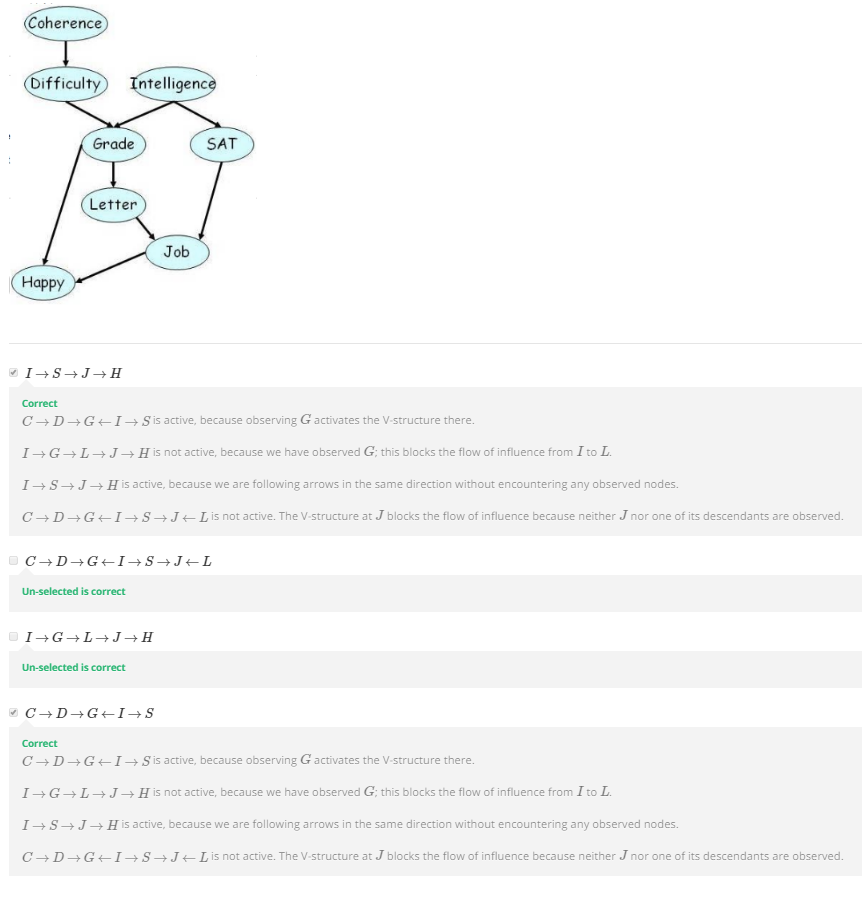 Coherence
Difficulty
Intelligence
Grade
SAT
Letter
Job
Happy
I → S → J → H
Correct
C → D → G ← I → S is active, because observing G activates the V-structure there.
I → G → L → J → H is not active, because we have observed G; this blocks the flow of influence from I to L.
I → S → J → H is active, because we are following arrows in the same direction without encountering any observed nodes.
C → D → G ← I → S → J ← L is not active. The V-structure at J blocks the flow of influence because neither J nor one of its descendants are observed.
C → D → G ← I → S → J ← L
Un-selected is correct
I → G → L → J → H
Un-selected is correct
C → D → G ← I → S
Correct
C → D → G ← I → S is active, because observing G activates the V-structure there.
I → G → L → J → H is not active, because we have observed G; this blocks the flow of influence from I to L.
I → S → J → H is active, because we are following arrows in the same direction without encountering any observed nodes.
C → D → G ← I → S → J ← L is not active. The V-structure at J blocks the flow of influence because neither J nor one of its descendants are observed.